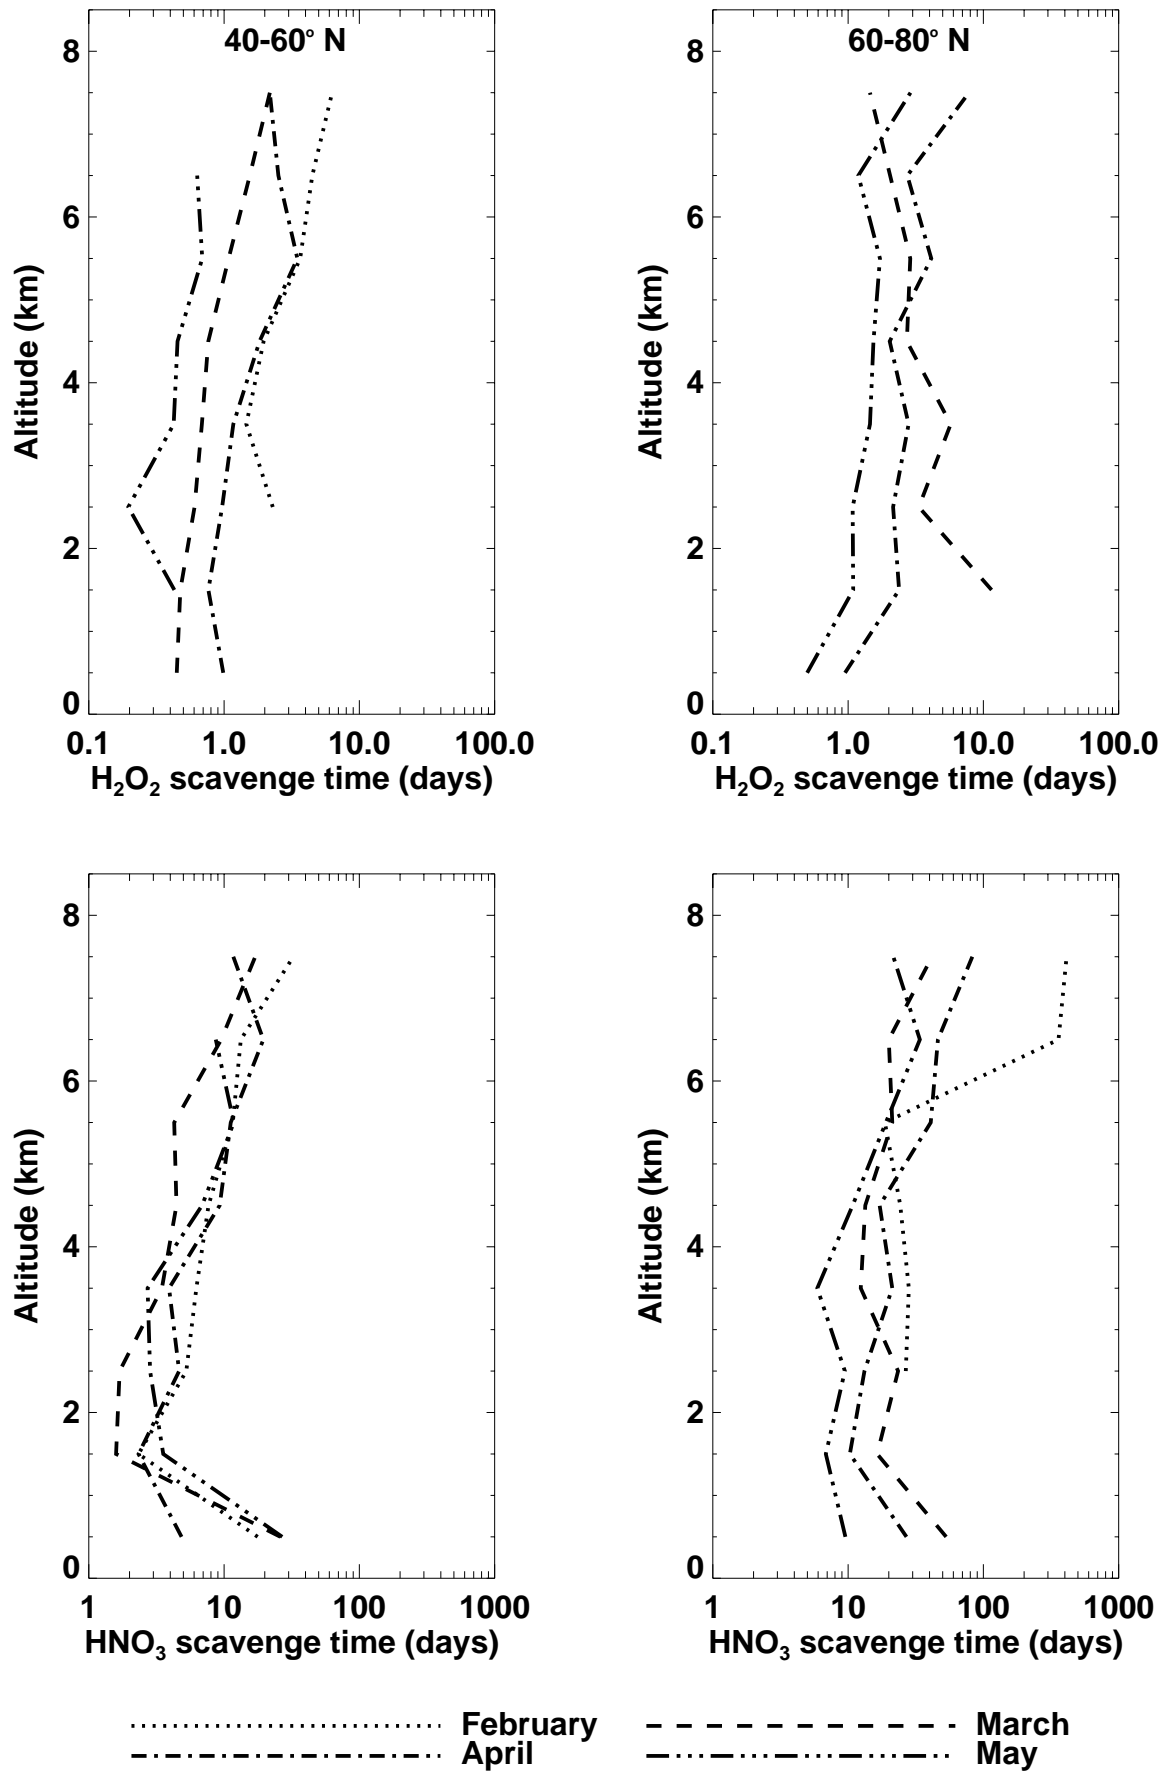 40-60° N
60-80° N
8
6
4
2
0
Altitude (km)
0.1 1.0 10.0 100.0
H₂O₂ scavenge time (days)
8
6
4
2
0
Altitude (km)
0.1 1.0 10.0 100.0
H₂O₂ scavenge time (days)
8
6
4
2
0
Altitude (km)
1 10 100 1000
HNO₃ scavenge time (days)
8
6
4
2
0
Altitude (km)
1 10 100 1000
HNO₃ scavenge time (days)
February March
April May